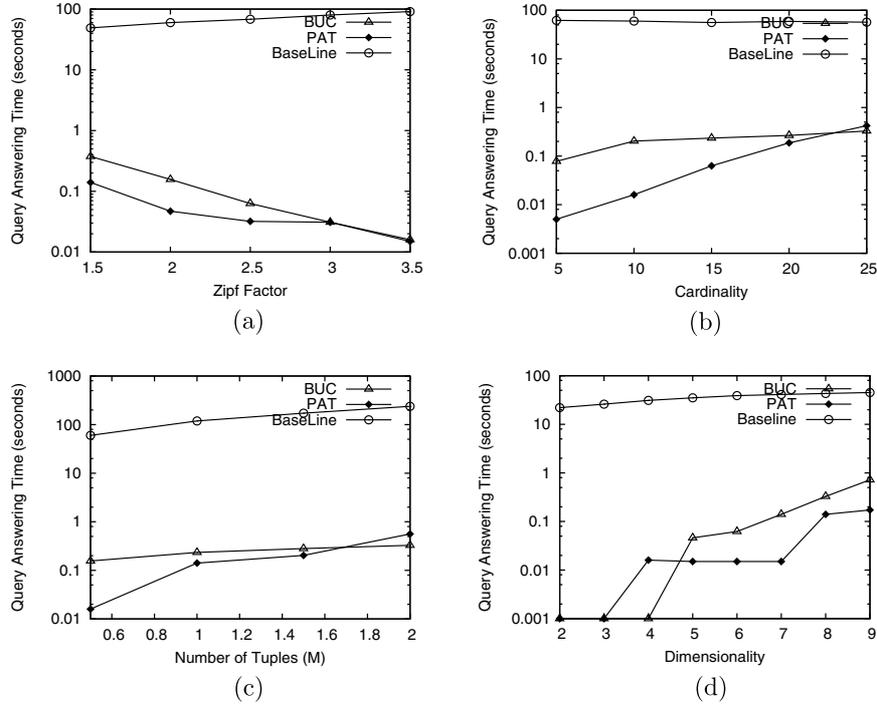 100
10
1
0.1
0.01
Query Answering Time (seconds)
BUC
PAT
BaseLine
1.5 2 2.5 3 3.5
Zipf Factor
(a)
100
10
1
0.1
0.01
0.001
Query Answering Time (seconds)
BUC
PAT
BaseLine
5 10 15 20 25
Cardinality
(b)
1000
100
10
1
0.1
0.01
Query Answering Time (seconds)
BUC
PAT
BaseLine
0.6 0.8 1 1.2 1.4 1.6 1.8 2
Number of Tuples (M)
(c)
100
10
1
0.1
0.01
0.001
Query Answering Time (seconds)
BUC
PAT
Baseline
2 3 4 5 6 7 8 9
Dimensionality
(d)